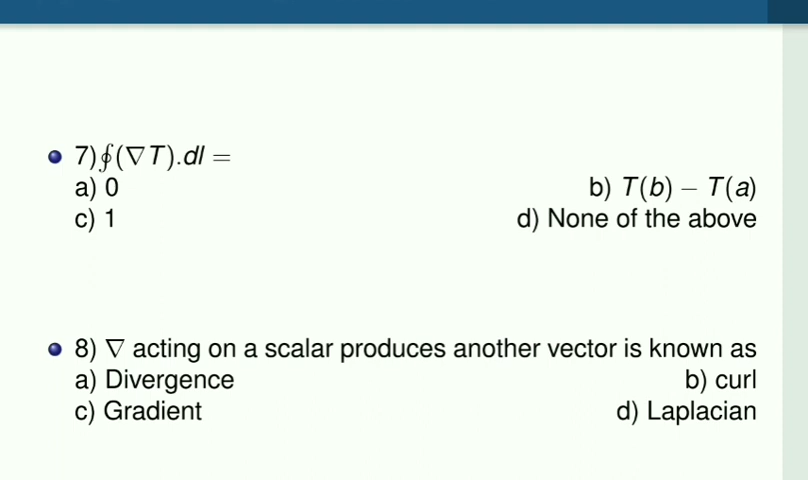 7)∮(∇T).dl =
a) 0 b) T(b) – T(a)
c) 1 d) None of the above
8) ∇ acting on a scalar produces another vector is known as
a) Divergence b) curl
c) Gradient d) Laplacian